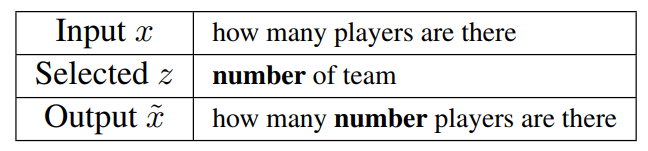 Input x how many players are there
Selected z number of team
Output x̃ how many number players are there